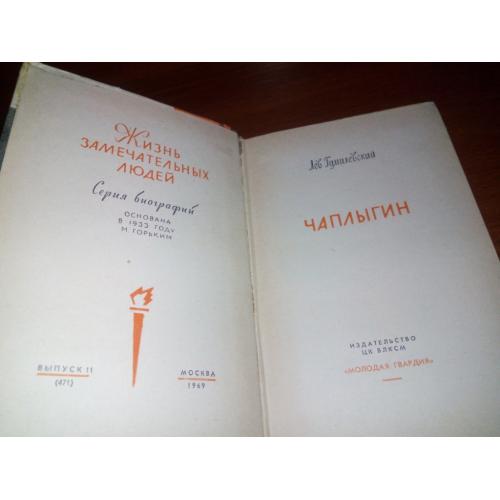 Жизнь
ЗАМЕЧАТЕЛЬНЫХ
ЛЮДЕЙ
Серия биографий
ОСНОВАНА
В 1933 ГОДУ
М. ГОРЬКИМ
ВЫПУСК 11
(471)
МОСКВА
1969
Лев Гумилевский
ЧАПЛЫГИН
ИЗДАТЕЛЬСТВО
ЦК ВЛКСМ
«МОЛОДАЯ ГВАРДИЯ»